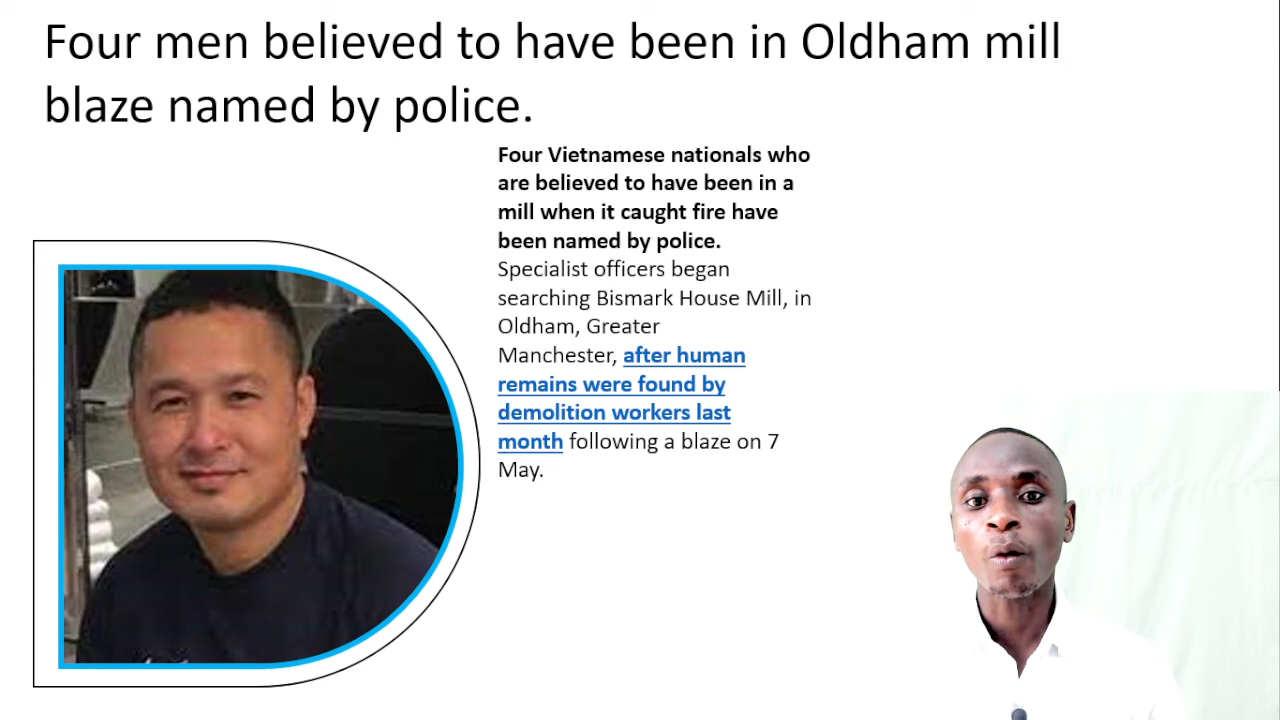 Four men believed to have been in Oldham mill
blaze named by police.
Four Vietnamese nationals who
are believed to have been in a
mill when it caught fire have
been named by police.
Specialist officers began
searching Bismark House Mill, in
Oldham, Greater
Manchester, after human
remains were found by
demolition workers last
month following a blaze on 7
May.